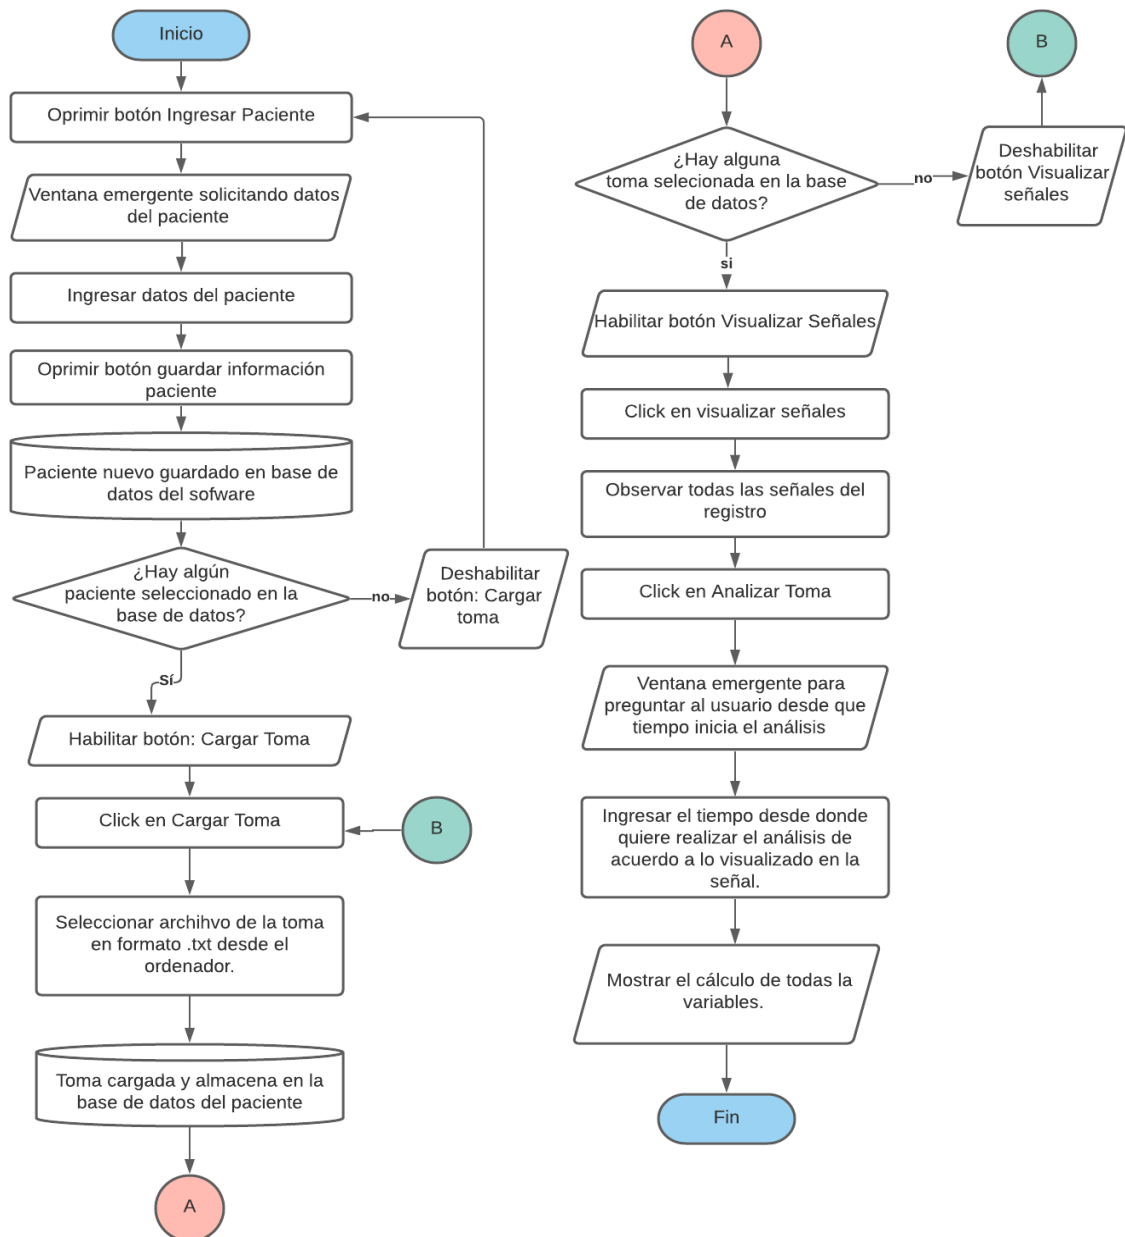 Inicio
Oprimir botón Ingresar Paciente
Ventana emergente solicitando datos
del paciente
Ingresar datos del paciente
Oprimir botón guardar información
paciente
Paciente nuevo guardado en base de
datos del sofware
¿Hay algún
paciente seleccionado en la
base de datos?
no
Deshabilitar
botón: Cargar
toma
Sí
Habilitar botón: Cargar Toma
Click en Cargar Toma
B
Seleccionar archihvo de la toma
en formato .txt desde el
ordenador.
Toma cargada y almacena en la
base de datos del paciente
A
A
¿Hay alguna
toma selecionada en la base
de datos?
no
Deshabilitar
botón Visualizar
señales
B
si
Habilitar botón Visualizar Señales
Click en visualizar señales
Observar todas las señales del
registro
Click en Analizar Toma
Ventana emergente para
preguntar al usuario desde que
tiempo inicia el análisis
Ingresar el tiempo desde donde
quiere realizar el análisis de
acuerdo a lo visualizado en la
señal.
Mostrar el cálculo de todas la
variables.
Fin